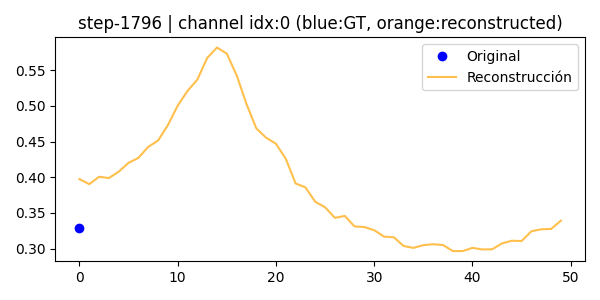 step-1796 | channel idx:0 (blue:GT, orange:reconstructed)
Original
Reconstrucción
0.55
0.50
0.45
0.40
0.35
0.30
0 10 20 30 40 50